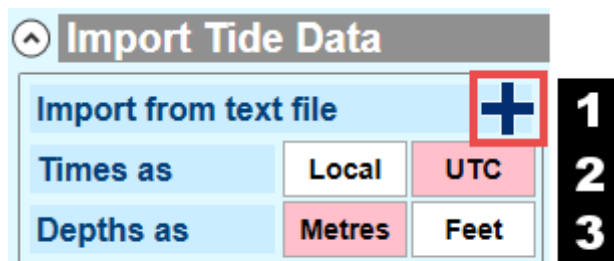 Import Tide Data
Import from text file 1
Times as Local UTC 2
Depths as Metres Feet 3